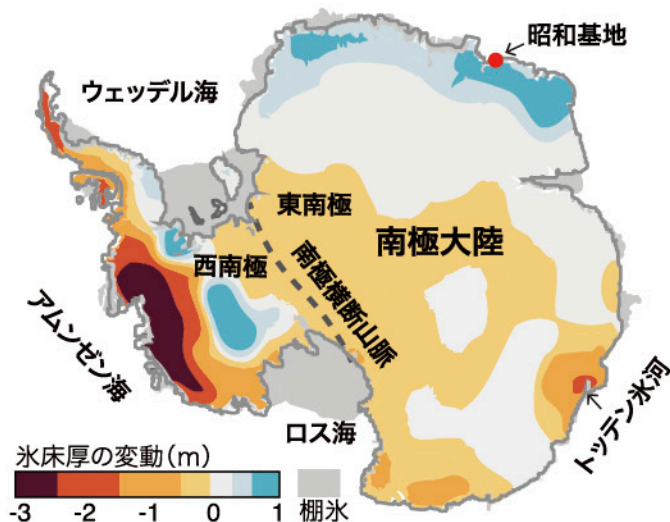 昭和基地
ウェッデル海
東南極
南極大陸
西南極
南極横断山脈
アムンゼン海
トッテン氷河
ロス海
氷床厚の変動(m)
-3 -2 -1 0 1
棚氷